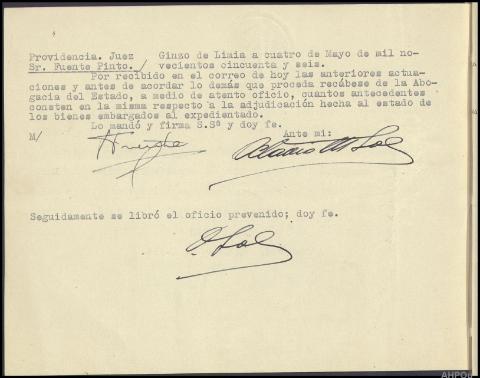 Providencia. Juez    Ginzo de Limia a cuatro de Mayo de mil no-
Sr. Fuente Pinto./   vecientos cincuenta y seis.
Por recibido en el correo de hoy las anteriores actua-
ciones y antes de acordar lo demás que proceda recábese de la Abo-
gacia del Estado, a medio de atento oficio, cuantos antecedentes
consten en la misma respecto a la adjudicación hecha al estado de
los bienes embargados al expedientado.
Lo mandó y firma S.Sª y doy fe.
M/    Ante mi:
Seguidamente se libró el oficio prevenido; doy fe.
AHPOu